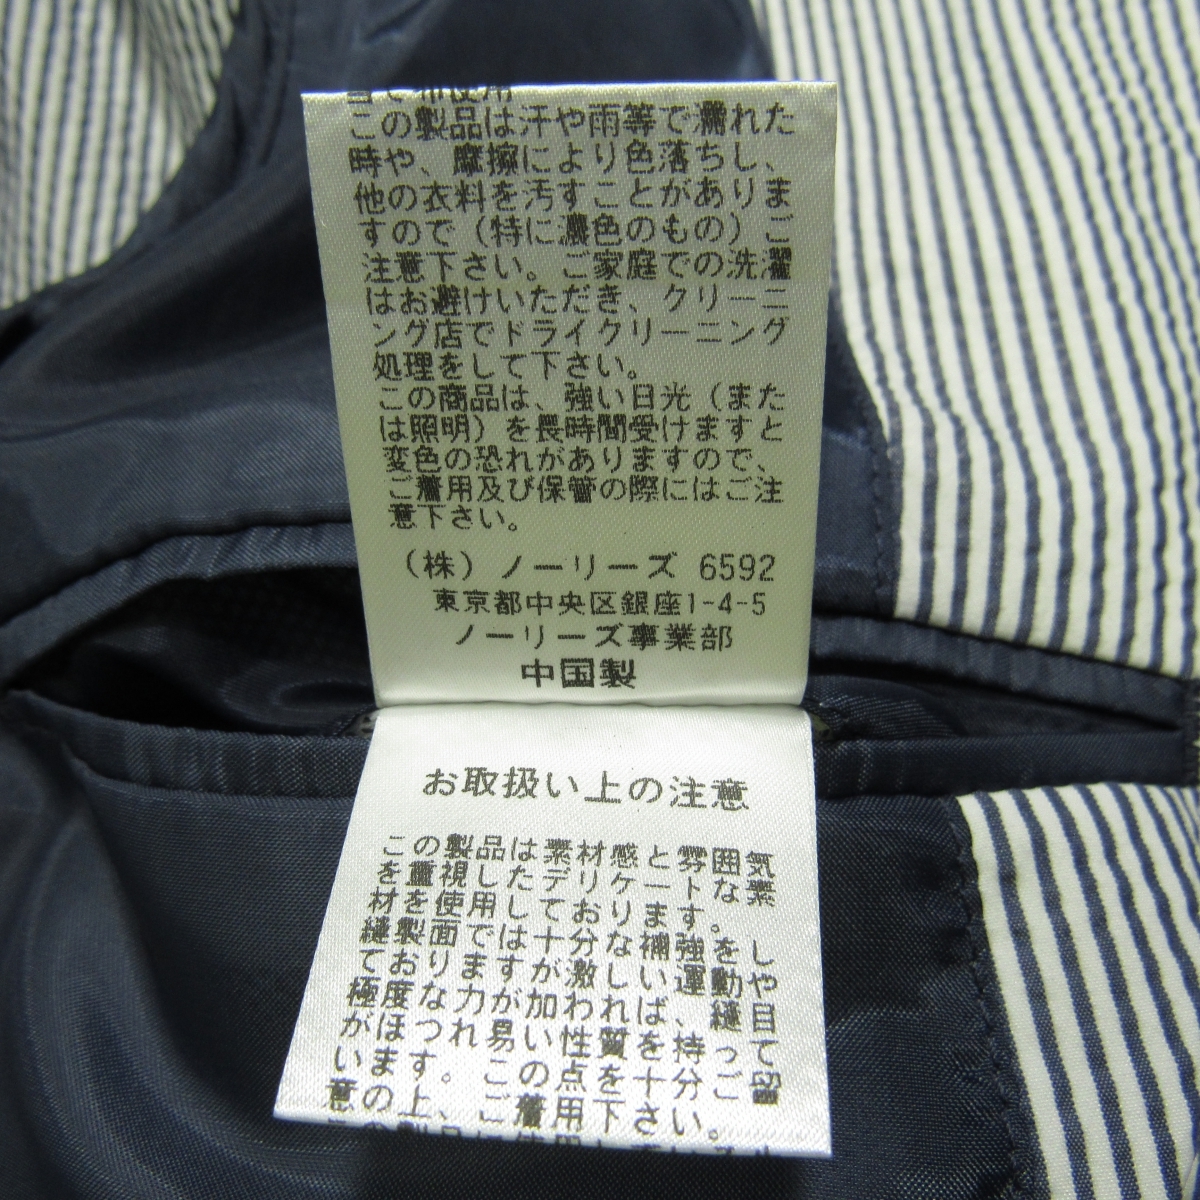 当て布使用
この製品は汗や雨等で濡れた
時や、摩擦により色落ちし、
他の衣料を汚すことがありま
すので（特に濃色のもの）ご
注意下さい。ご家庭での洗濯
はお避けいただき、クリーニ
ング店でドライクリーニング
処理をして下さい。
この商品は、強い日光（また
は照明）を長時間受けますと
変色の恐れがありますので、
ご着用及び保管の際にはご注
意下さい。
（株）ノーリーズ 6592
東京都中央区銀座1-4-5
ノーリーズ事業部
中国製
お取扱い上の注意
この製品は素材感と雰囲気
を重視したデリケートな素
材を使用しております。
縫製面では十分な補強をし
ておりますが激しい運動や
極度な力が加われば、縫目
がほつれ易い性質を持って
います。この点を十分ご留
意の上、ご着用下さい。